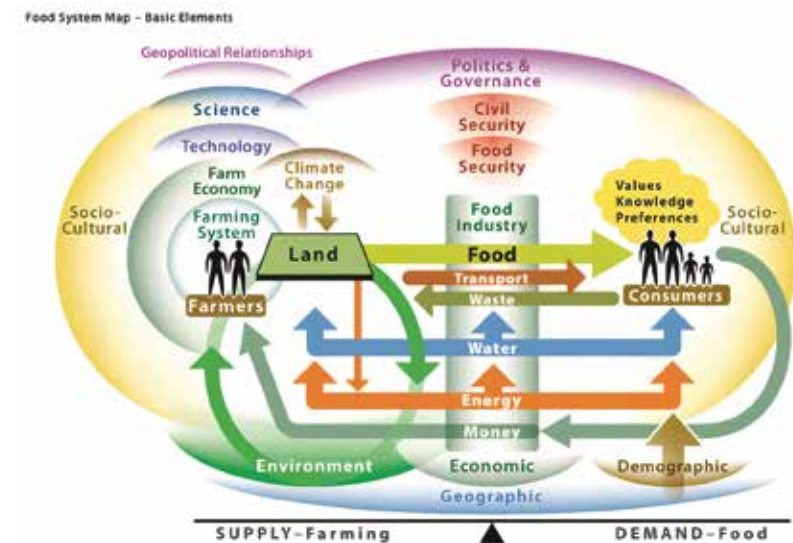 Food System Map – Basic Elements
Geopolitical Relationships
Politics &
Governance
Science
Civil
Security
Technology
Food
Security
Farm
Economy
Climate
Change
Values
Knowledge
Preferences
Socio-
Cultural
Farming
System
Food
Industry
Socio-
Cultural
Land
Food
Transport
Farmers
Waste
Consumers
Water
Energy
Money
Environment
Economic
Demographic
Geographic
SUPPLY–Farming
DEMAND–Food